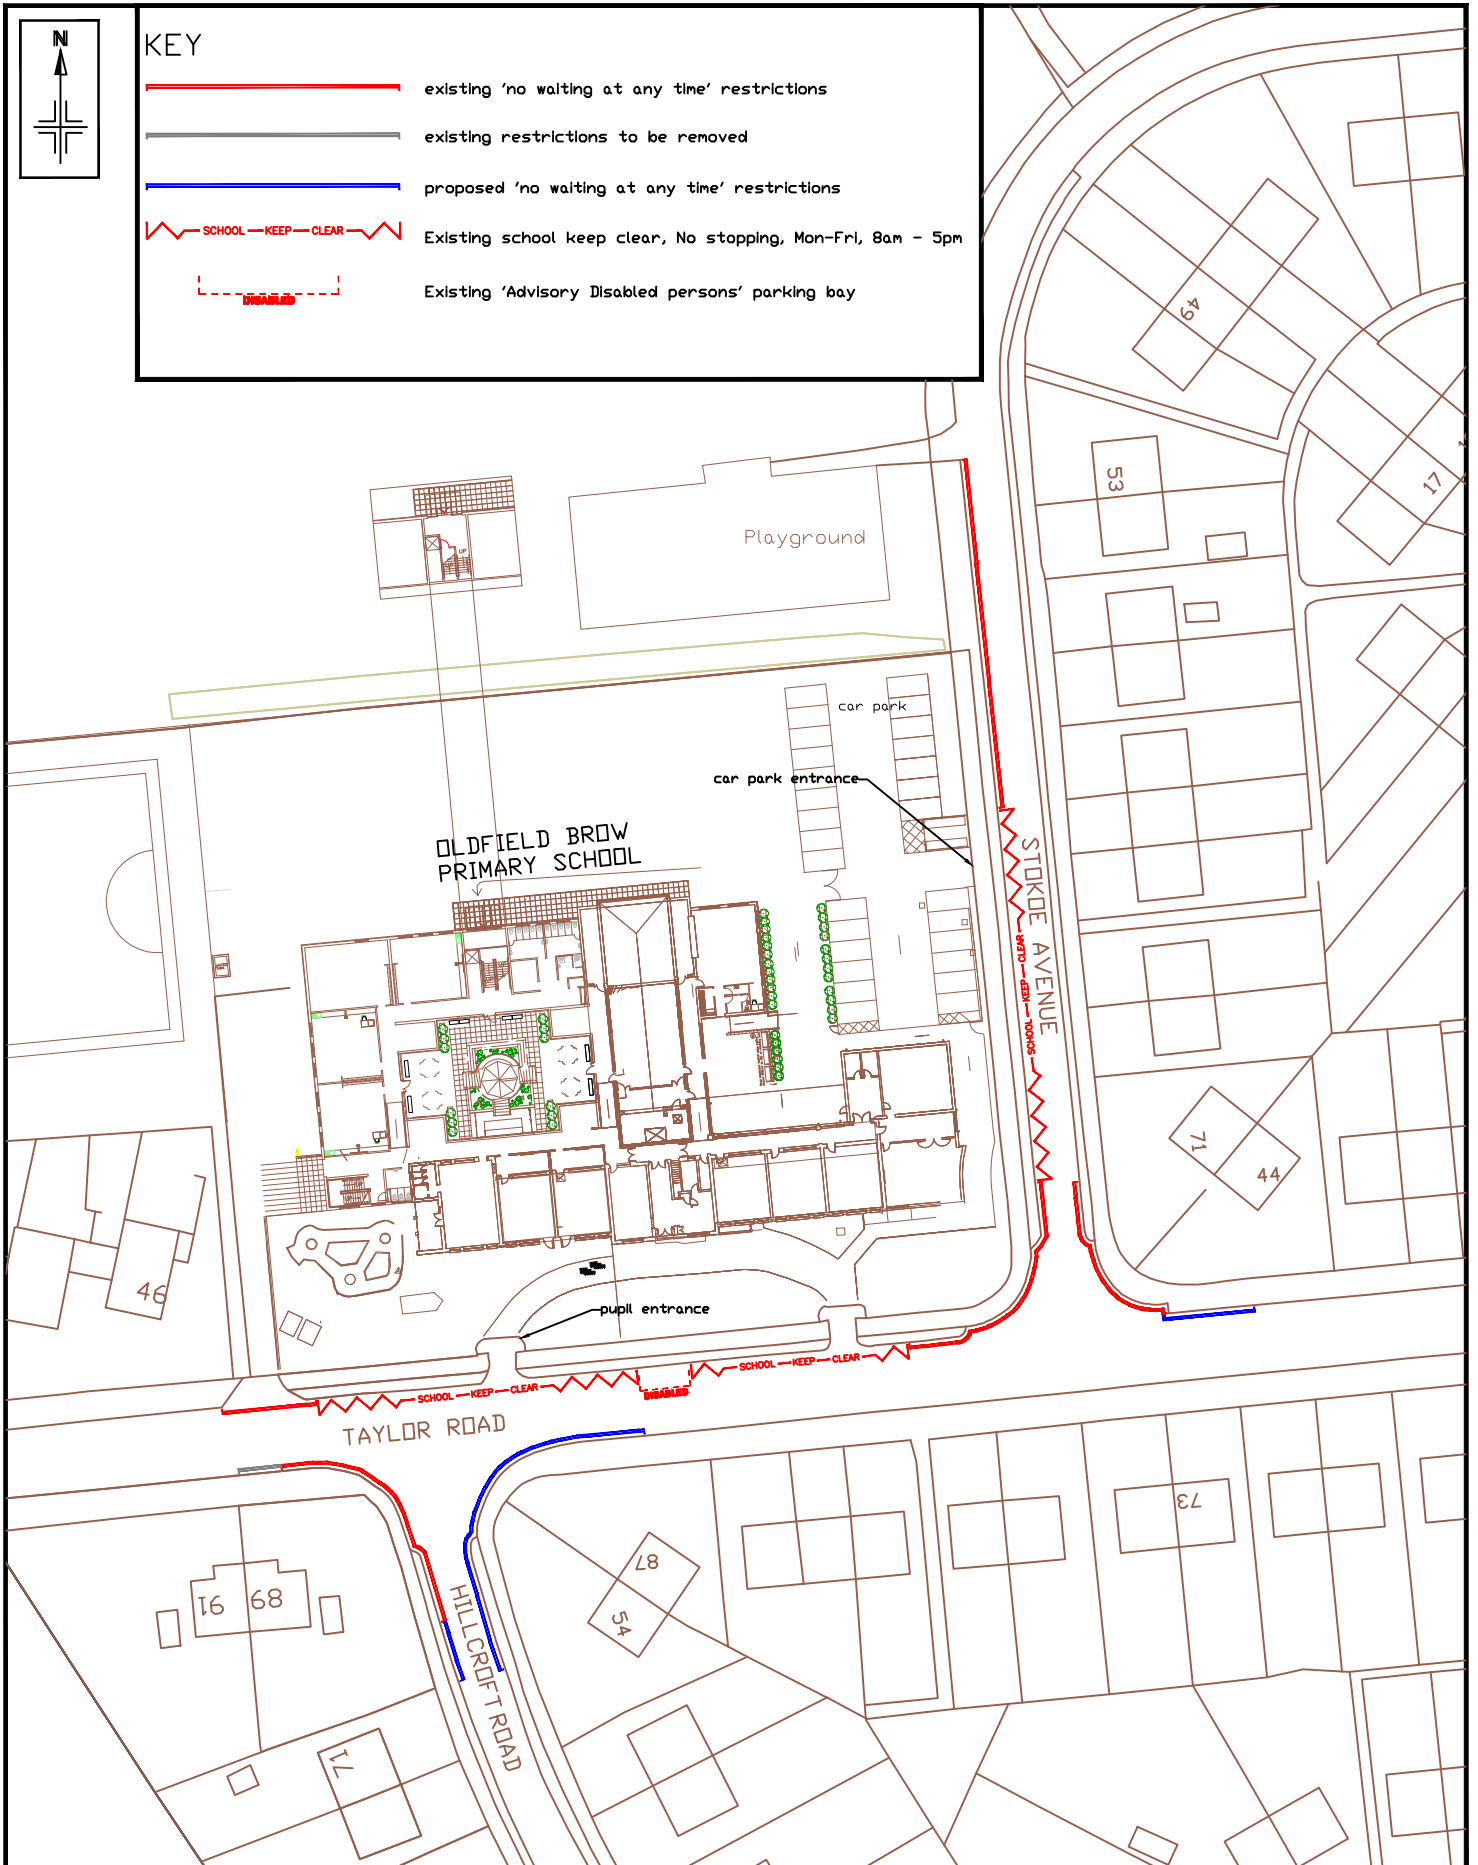 N
KEY
existing 'no waiting at any time' restrictions
existing restrictions to be removed
proposed 'no waiting at any time' restrictions
SCHOOL KEEP CLEAR
Existing school keep clear, No stopping, Mon-Fri, 8am - 5pm
DISABLED
Existing 'Advisory Disabled persons' parking bay
49
53
17
Playground
UP
car park
car park entrance
OLDFIELD BROW
PRIMARY SCHOOL
STOKOE AVENUE
SCHOOL KEEP CLEAR
71
44
46
pupil entrance
SCHOOL KEEP CLEAR
DISABLED
SCHOOL KEEP CLEAR
TAYLOR ROAD
73
87
54
91
89
HILLCROFT ROAD
71